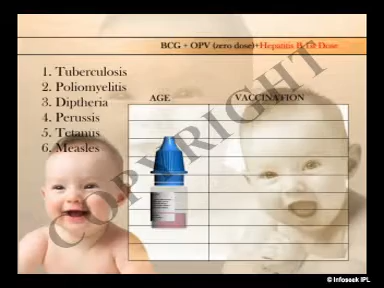 BCG + OPV (zero dose)+Hepatitis B 1st Dose
1. Tuberculosis
2. Poliomyelitis
3. Diptheria
4. Perussis
5. Tetanus
6. Measles
AGE VACCINATION
COPYRIGHT
© Infoseek IPL